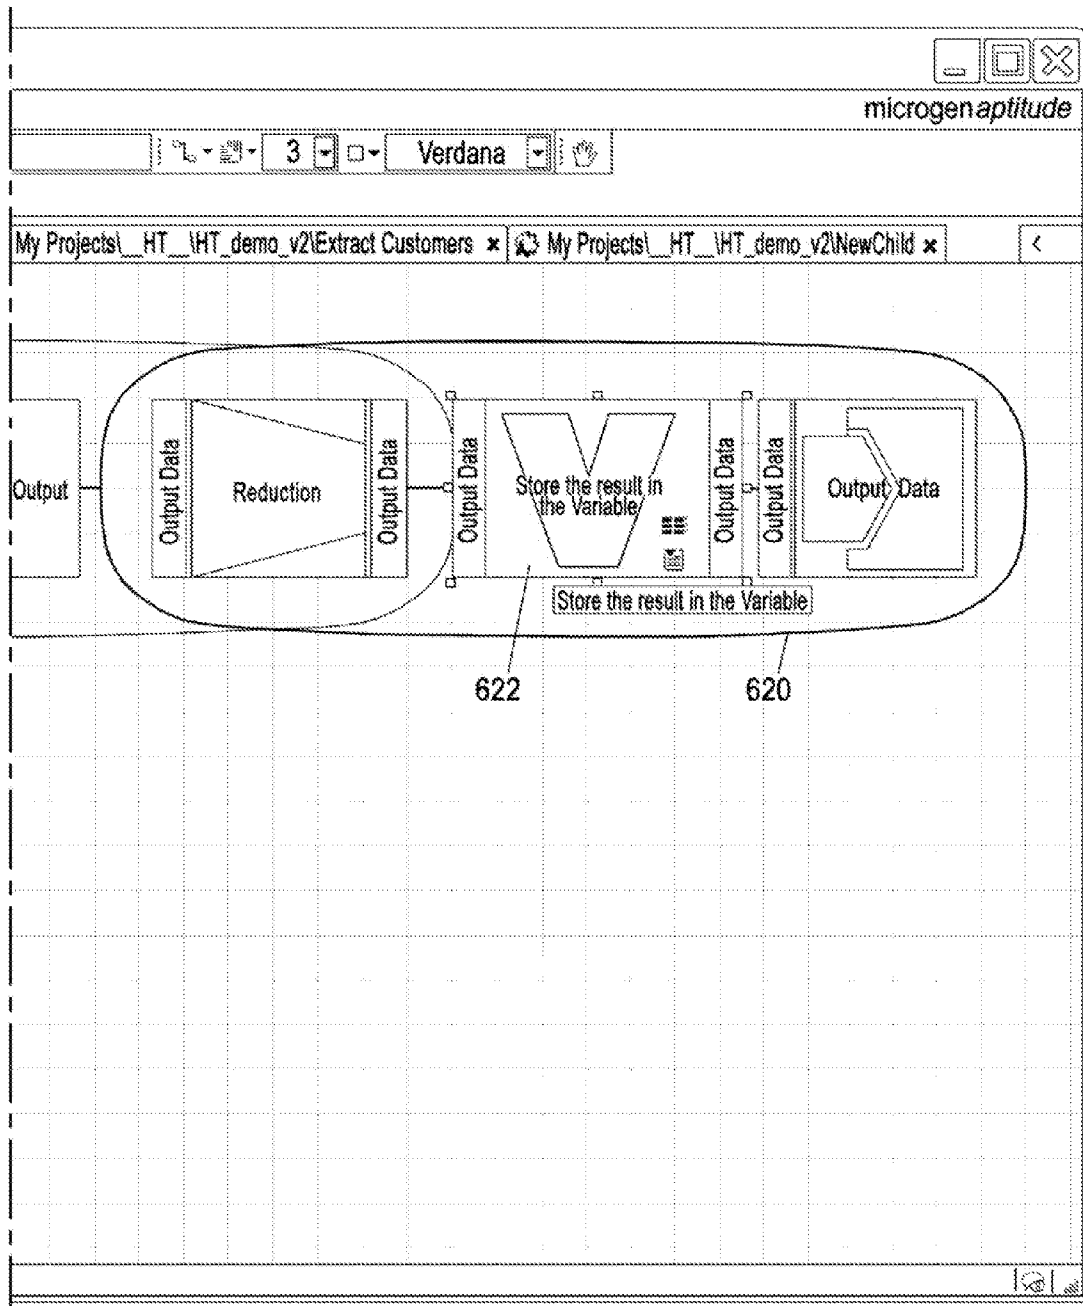 microgenaptitude
3
Verdana
My Projects\__HT__\HT_demo_v2\Extract Customers ×
My Projects\__HT__\HT_demo_v2\NewChild ×
<
Output
Output Data
Reduction
Output Data
Output Data
Store the result in
the Variable
Output Data
Output Data
Output Data
Store the result in the Variable
622
620